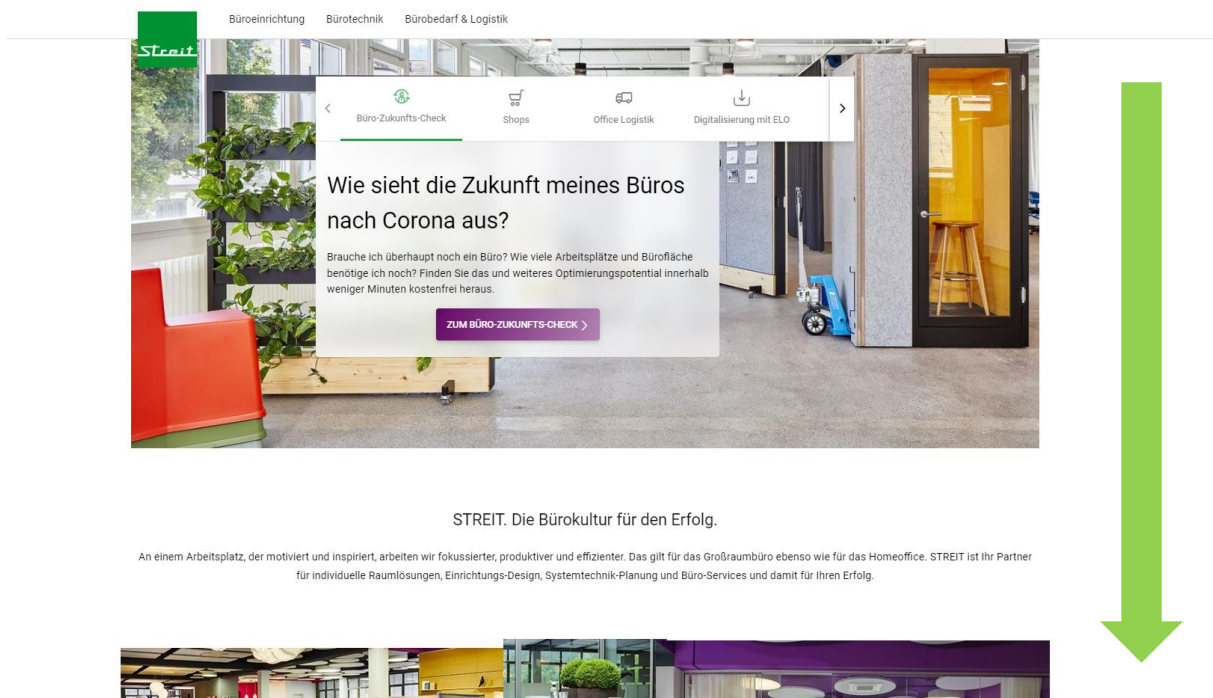 Büroeinrichtung Bürotechnik Bürobedarf & Logistik
Streit
Büro-Zukunfts-Check Shops Office Logistik Digitalisierung mit ELO
Wie sieht die Zukunft meines Büros
nach Corona aus?
Brauche ich überhaupt noch ein Büro? Wie viele Arbeitsplätze und Bürofläche
benötige ich noch? Finden Sie das und weiteres Optimierungspotential innerhalb
weniger Minuten kostenfrei heraus.
ZUM BÜRO-ZUKUNFTS-CHECK
STREIT. Die Bürokultur für den Erfolg.
An einem Arbeitsplatz, der motiviert und inspiriert, arbeiten wir fokussierter, produktiver und effizienter. Das gilt für das Großraumbüro ebenso wie für das Homeoffice. STREIT ist Ihr Partner
für individuelle Raumlösungen, Einrichtungs-Design, Systemtechnik-Planung und Büro-Services und damit für Ihren Erfolg.